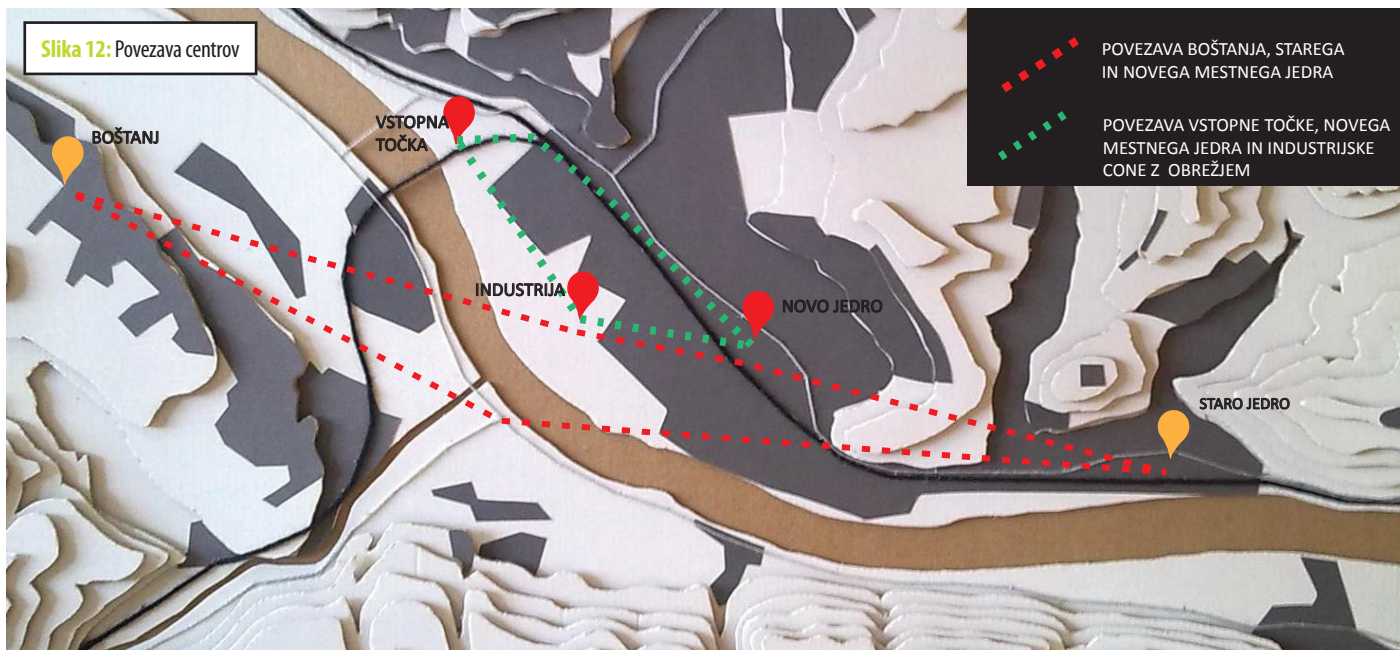 Slika 12: Povezava centrov
POVEZAVA BOŠTANJA, STAREGA
IN NOVEGA MESTNEGA JEDRA
POVEZAVA VSTOPNE TOČKE, NOVEGA
MESTNEGA JEDRA IN INDUSTRIJSKE
CONE Z OBREŽJEM
BOŠTANJ
VSTOPNA
TOČKA
INDUSTRIJA
NOVO JEDRO
STARO JEDRO